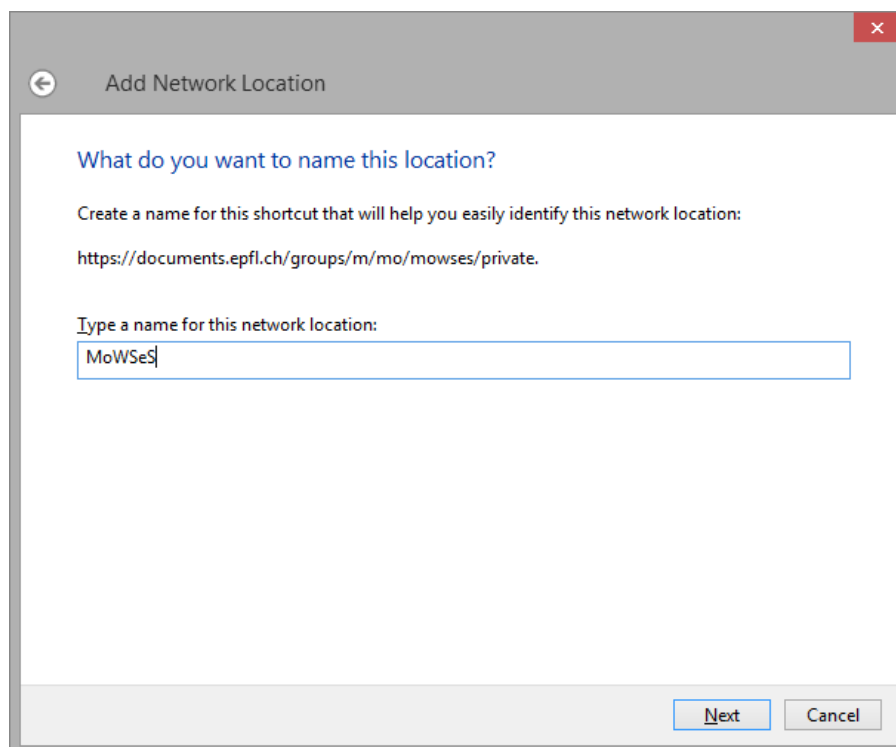 Add Network Location
What do you want to name this location?
Create a name for this shortcut that will help you easily identify this network location:
https://documents.epfl.ch/groups/m/mo/mowses/private.
Type a name for this network location:
MoWSeS
Next
Cancel